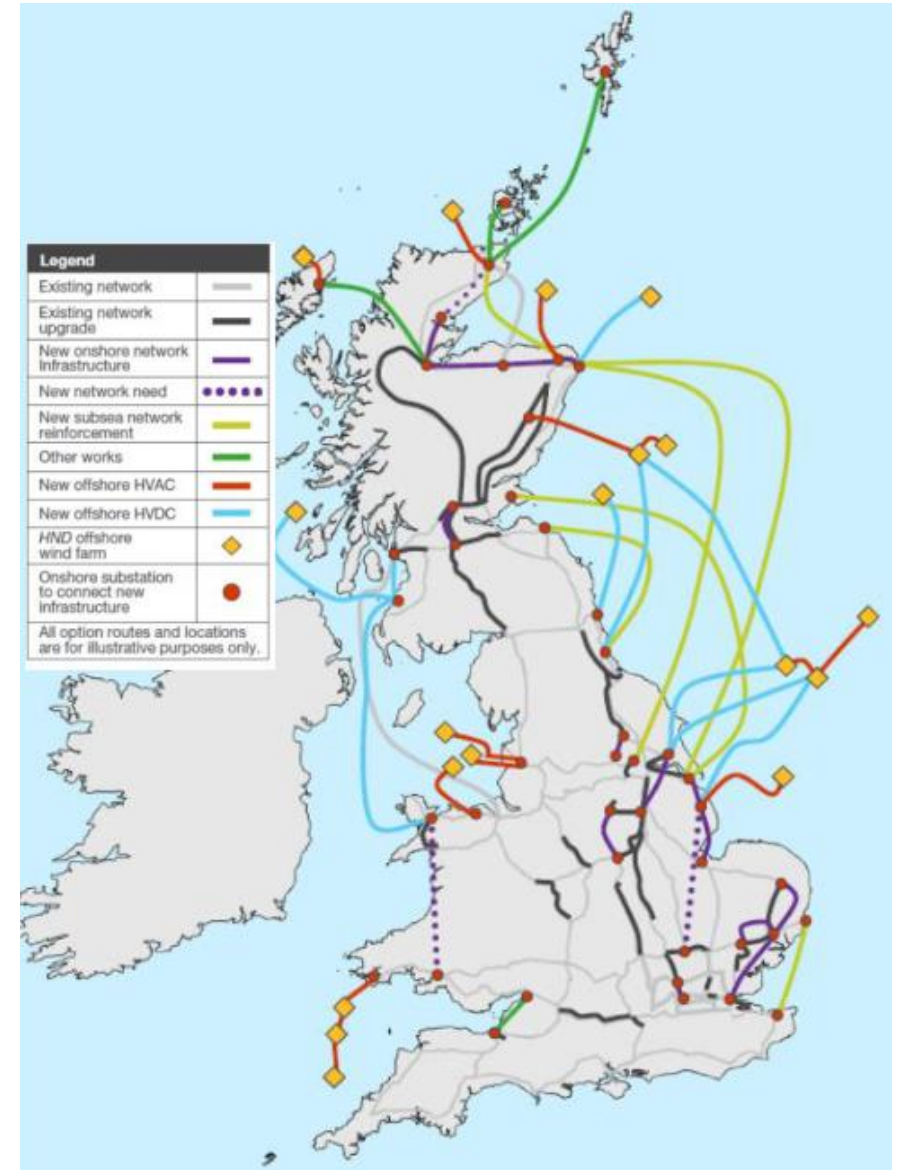 Legend
Existing network
Existing network
upgrade
New onshore network
Infrastructure
New network need
New subsea network
reinforcement
Other works
New offshore HVAC
New offshore HVDC
HND offshore
wind farm
Onshore substation
to connect new
infrastructure
All option routes and locations
are for illustrative purposes only.